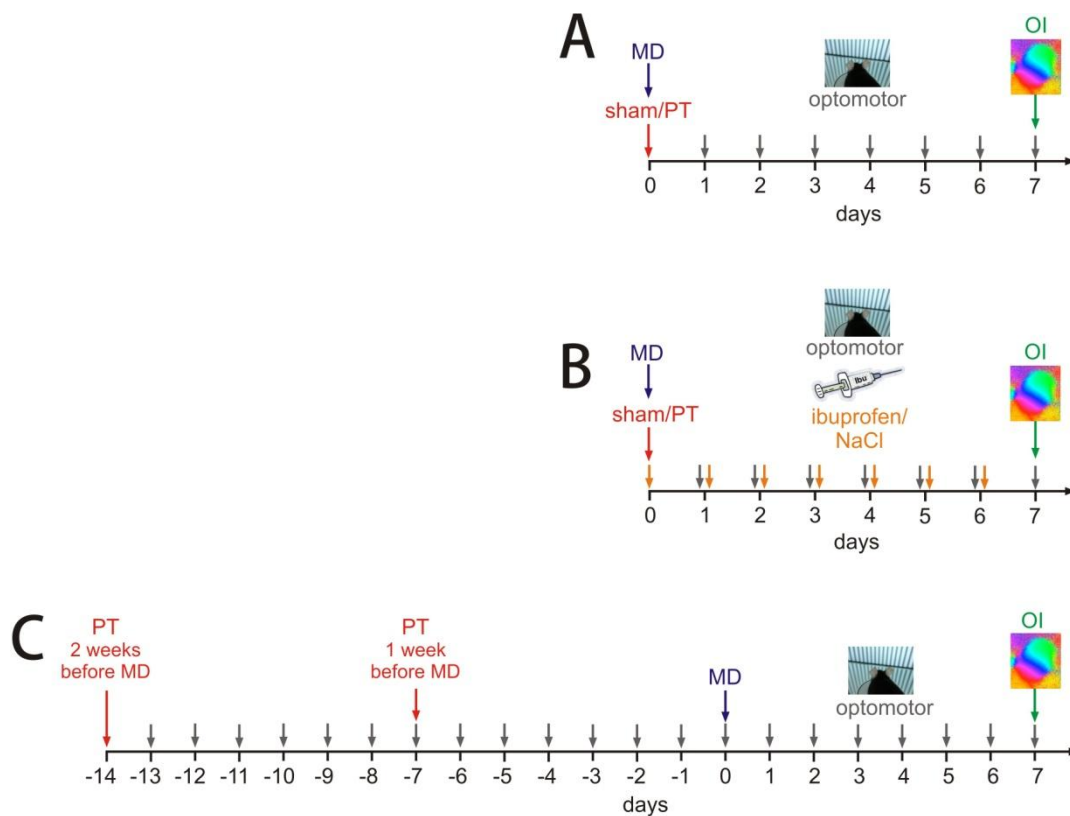 A
MD
sham/PT
optomotor
OI
0 1 2 3 4 5 6 7
days
B
MD
sham/PT
optomotor
Ibu
ibuprofen/
NaCl
OI
0 1 2 3 4 5 6 7
days
C
PT
2 weeks
before MD
PT
1 week
before MD
MD
optomotor
OI
-14 -13 -12 -11 -10 -9 -8 -7 -6 -5 -4 -3 -2 -1 0 1 2 3 4 5 6 7
days